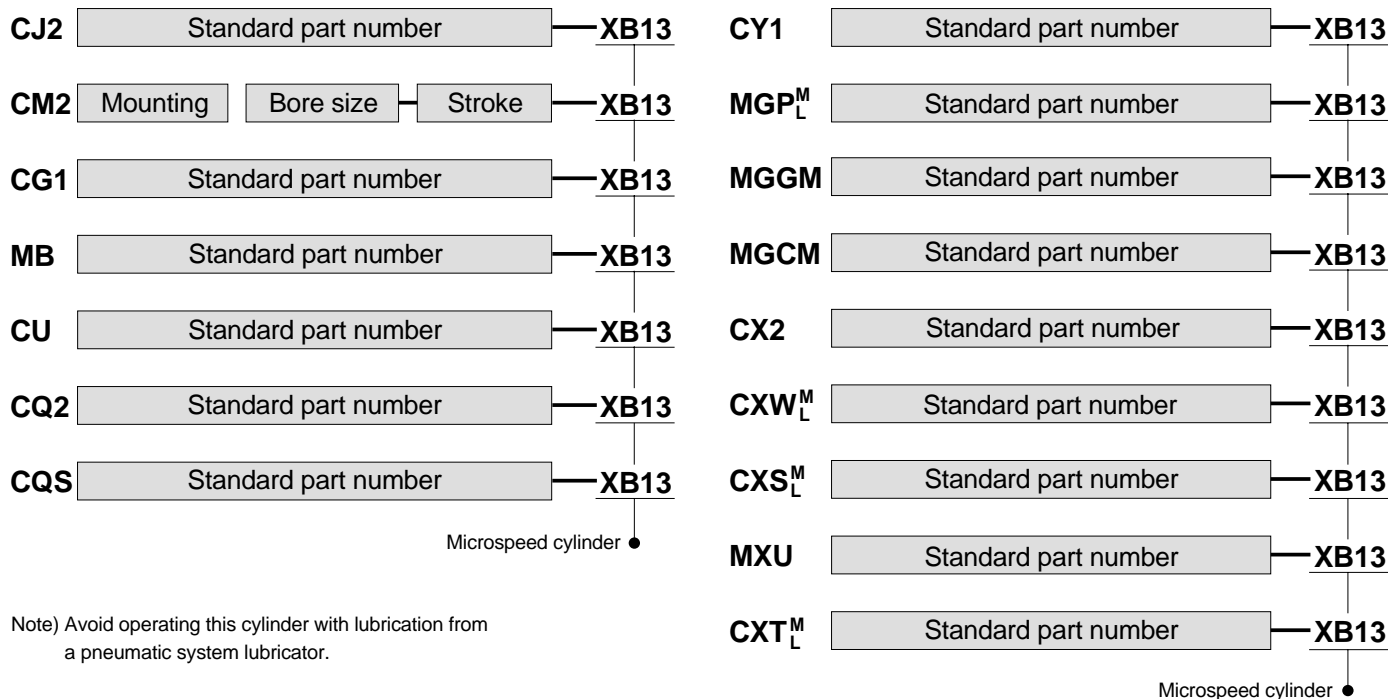 CJ2 Standard part number XB13
CM2 Mounting Bore size Stroke XB13
CG1 Standard part number XB13
MB Standard part number XB13
CU Standard part number XB13
CQ2 Standard part number XB13
CQS Standard part number XB13
Microspeed cylinder
Note) Avoid operating this cylinder with lubrication from
a pneumatic system lubricator.
CY1 Standard part number XB13
MGP M L Standard part number XB13
MGGM Standard part number XB13
MGCM Standard part number XB13
CX2 Standard part number XB13
CXW M L Standard part number XB13
CXS M L Standard part number XB13
MXU Standard part number XB13
CXT M L Standard part number XB13
Microspeed cylinder